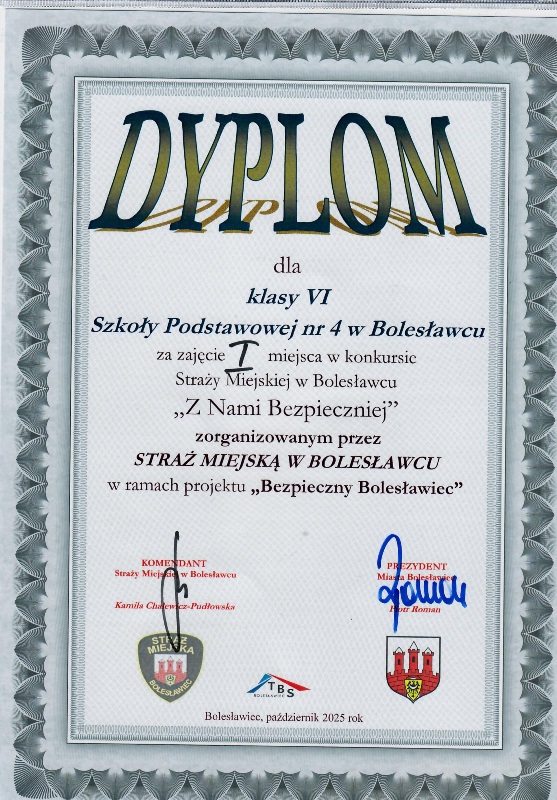 DYPLOM
dla
klasy VI
Szkoły Podstawowej nr 4 w Bolesławcu
za zajęcie I miejsca w konkursie
Straży Miejskiej w Bolesławcu
„Z Nami Bezpieczniej”
zorganizowanym przez
STRAŻ MIEJSKĄ W BOLESŁAWCU
w ramach projektu „Bezpieczny Bolesławiec”
KOMENDANT
Straży Miejskiej w Bolesławcu
Kamila Chalewicz-Pudłowska
PREZYDENT
Miasta Bolesławiec
Piotr Roman
STRAŻ
MIEJSKA
BOLESŁAWIEC
TBS
BOLESŁAWIEC
Bolesławiec, październik 2025 rok